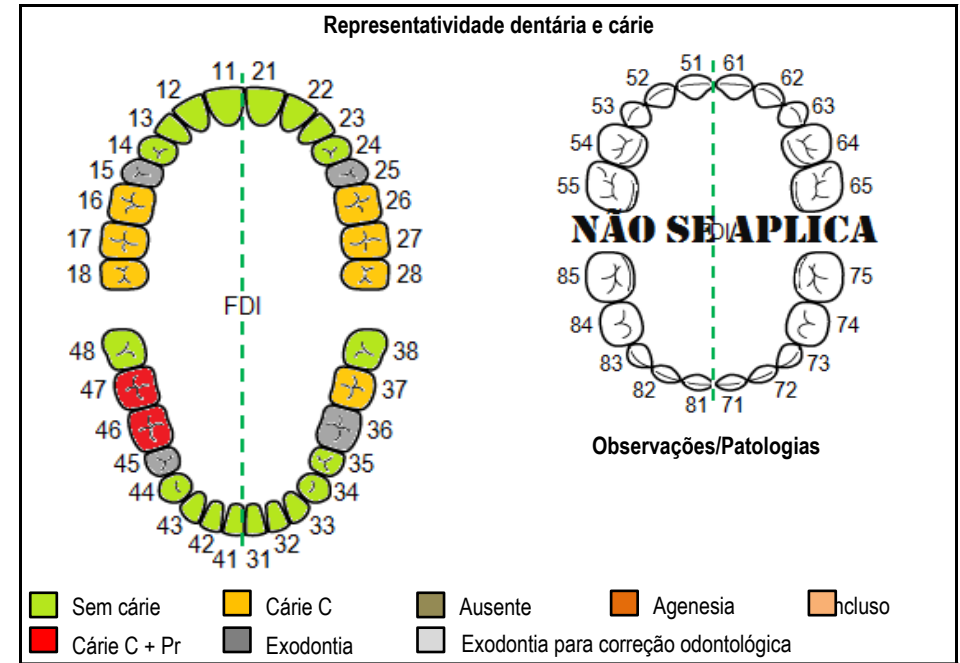 Representatividade dentária e cárie
11 21
12 22
13 23
14 24
15 25
16 26
17 27
18 28
FDI
48 38
47 37
46 36
45 35
44 34
43 33
42 32
41 31
51 61
52 62
53 63
54 64
55 65
NÃO SE APLICA
FDI
85 75
84 74
83 73
82 72
81 71
Observações/Patologias
Sem cárie
Cárie C
Ausente
Agenesia
ncluso
Cárie C + Pr
Exodontia
Exodontia para correção odontológica